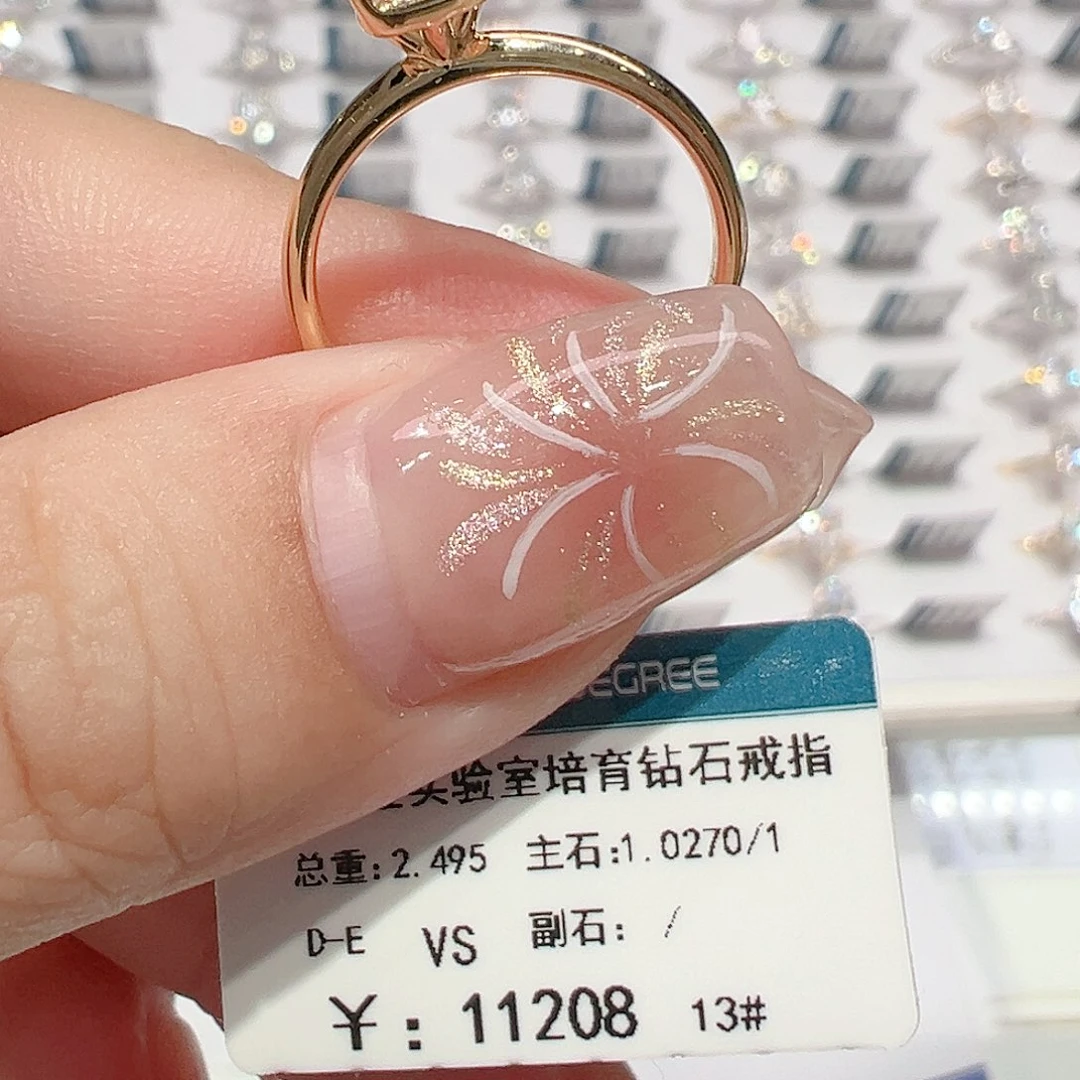 EGREE
实验室培育钻石戒指
总重:2.495 主石:1.0270/1
D-E VS 副石: /
¥: 11208 13#